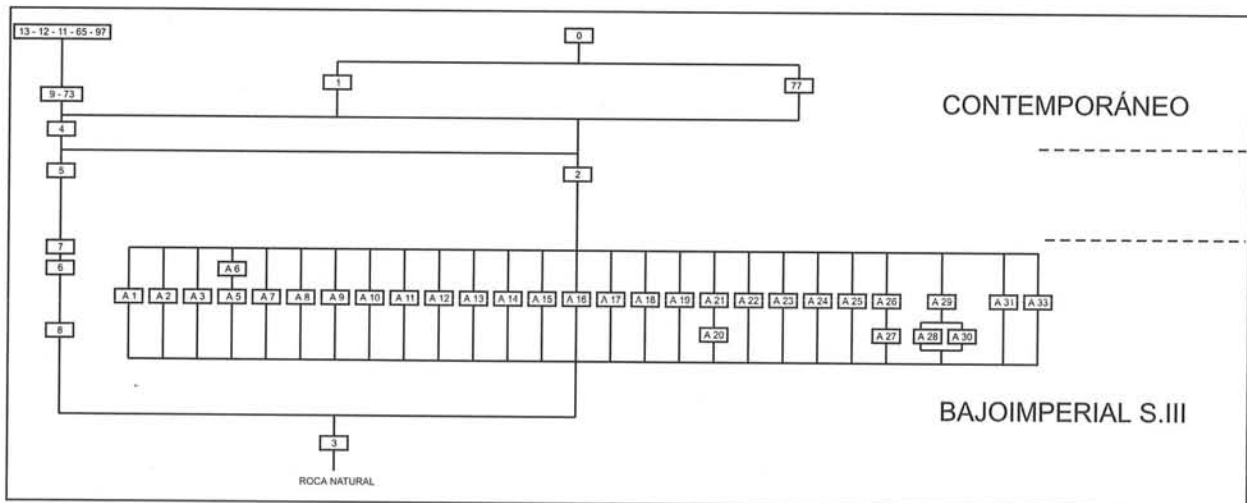 13 - 12 - 11 - 65 - 97
0
1
77
9 - 73
CONTEMPORÁNEO
4
5
2
7
6
A 6
A 1 A 2 A 3 A 5 A 7 A 8 A 9 A 10 A 11 A 12 A 13 A 14 A 15 A 16 A 17 A 18 A 19 A 21 A 22 A 23 A 24 A 25 A 26 A 29 A 31 A 33
8
A 20 A 27 A 28 A 30
BAJOIMPERIAL S.III
3
ROCA NATURAL